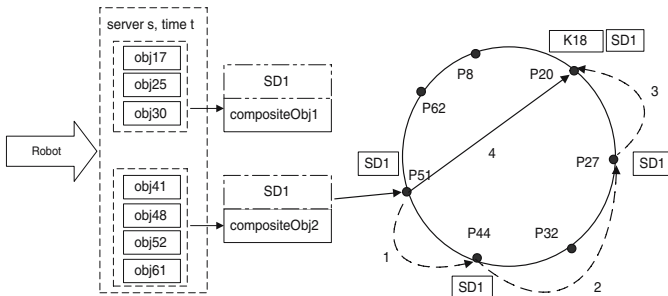 server s, time t
obj17
obj25
obj30
obj41
obj48
obj52
obj61
Robot
SD1
compositeObj1
SD1
compositeObj2
K18
SD1
P8
P20
P62
3
4
SD1
P51
P27
SD1
P44
P32
1
SD1
2